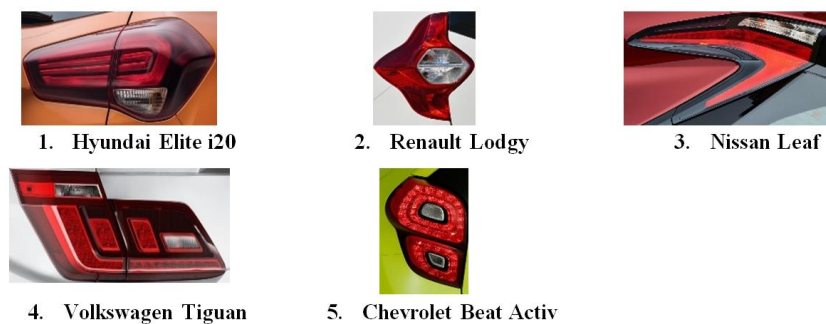 1. Hyundai Elite i20
2. Renault Lodgy
3. Nissan Leaf
4. Volkswagen Tiguan
5. Chevrolet Beat Activ